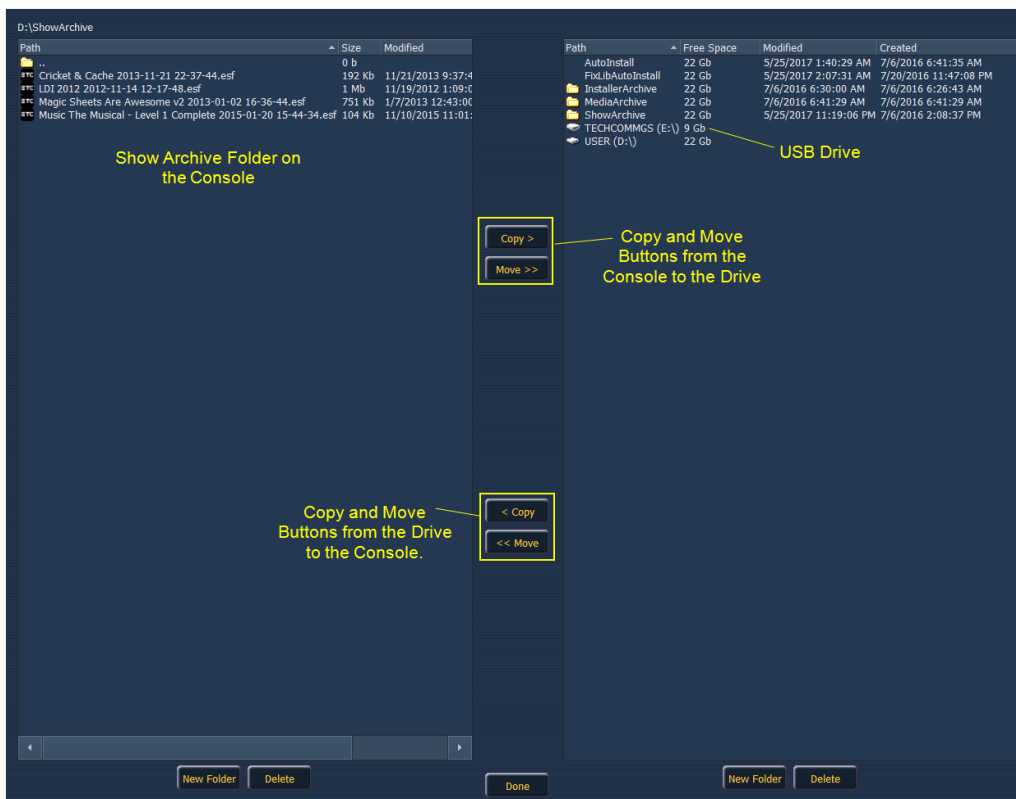 D:\ShowArchive
Path Size Modified
.. 0 b
ETC Cricket & Cache 2013-11-21 22-37-44.esf 192 Kb 11/21/2013 9:37:4
ETC LDI 2012 2012-11-14 12-17-48.esf 1 Mb 11/19/2012 1:09:0
ETC Magic Sheets Are Awesome v2 2013-01-02 16-36-44.esf 751 Kb 1/7/2013 12:43:00
ETC Music The Musical - Level 1 Complete 2015-01-20 15-44-34.esf 104 Kb 11/10/2015 11:01:
Show Archive Folder on
the Console
Path Free Space Modified Created
AutoInstall 22 Gb 5/25/2017 1:40:29 AM 7/6/2016 6:41:35 AM
FixLibAutoInstall 22 Gb 5/25/2017 2:07:31 AM 7/20/2016 11:47:08 PM
InstallerArchive 22 Gb 7/6/2016 6:30:00 AM 7/6/2016 6:26:43 AM
MediaArchive 22 Gb 7/6/2016 6:41:29 AM 7/6/2016 6:41:29 AM
ShowArchive 22 Gb 5/25/2017 11:19:06 PM 7/6/2016 2:08:37 PM
TECHCOMMGS (E:\) 9 Gb
USER (D:\) 22 Gb
USB Drive
Copy >
Move >>
Copy and Move
Buttons from the
Console to the Drive
Copy and Move
Buttons from the Drive
to the Console.
< Copy
<< Move
New Folder Delete
Done
New Folder Delete